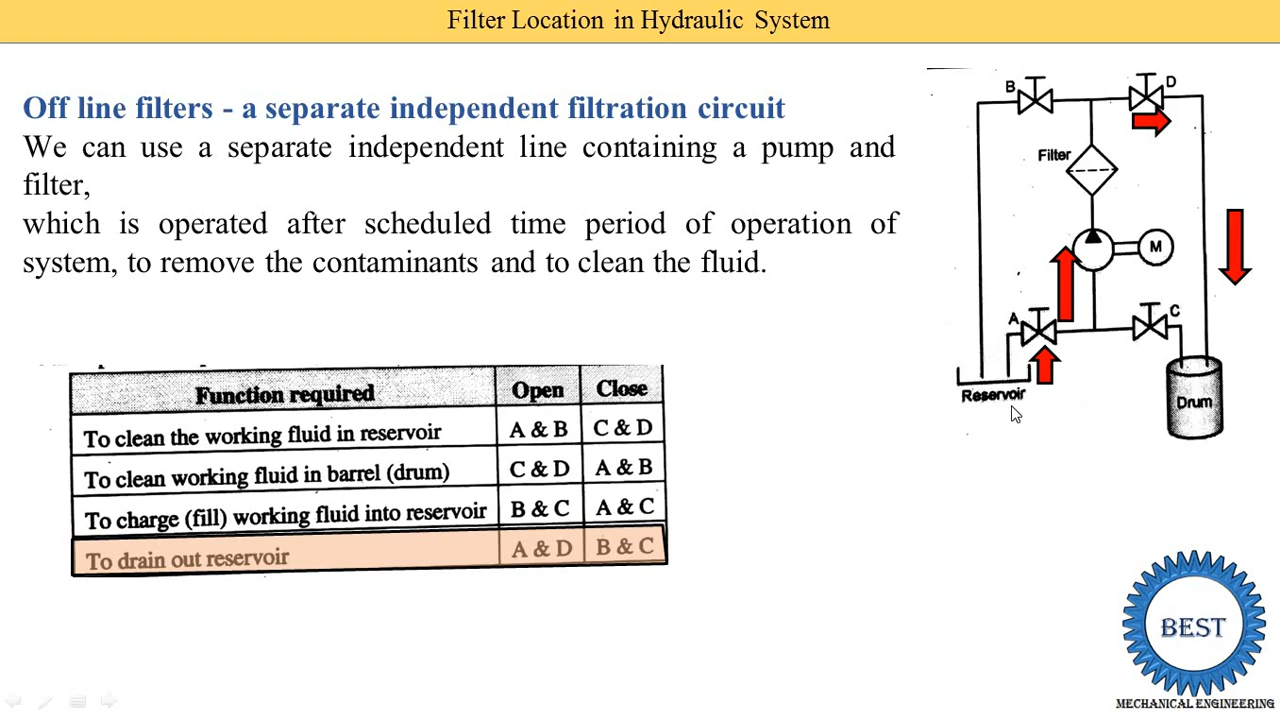 Filter Location in Hydraulic System
Off line filters - a separate independent filtration circuit
We can use a separate independent line containing a pump and
filter,
which is operated after scheduled time period of operation of
system, to remove the contaminants and to clean the fluid.
Function required Open Close
To clean the working fluid in reservoir A & B C & D
To clean working fluid in barrel (drum) C & D A & B
To charge (fill) working fluid into reservoir B & C A & C
To drain out reservoir A & D B & C
B
D
Filter
M
A
C
Reservoir
Drum
BEST
MECHANICAL ENGINEERING